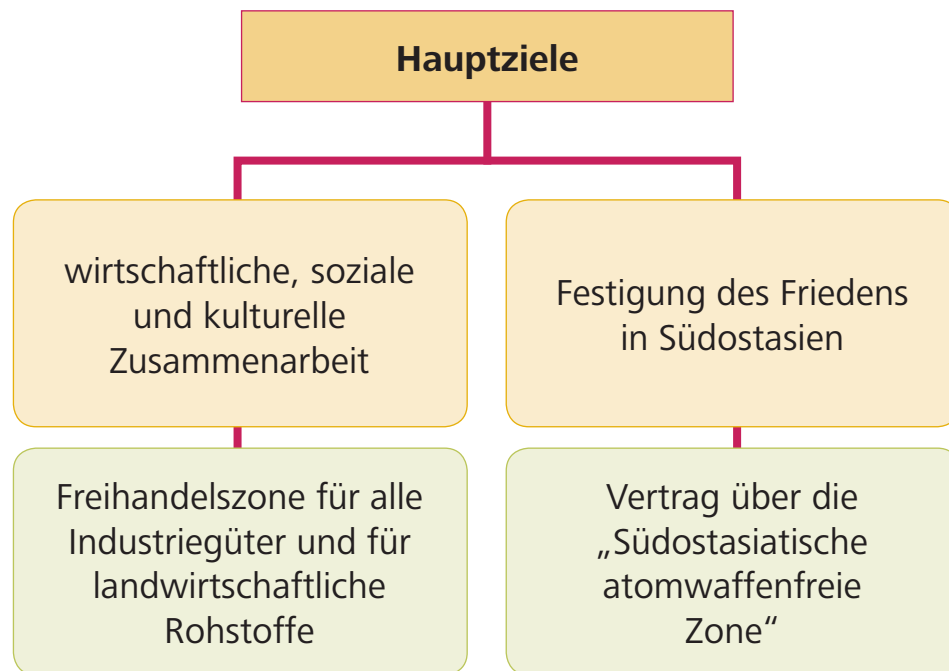 Hauptziele
wirtschaftliche, soziale
und kulturelle
Zusammenarbeit
Festigung des Friedens
in Südostasien
Freihandelszone für alle
Industriegüter und für
landwirtschaftliche
Rohstoffe
Vertrag über die
„Südostasiatische
atomwaffenfreie
Zone“